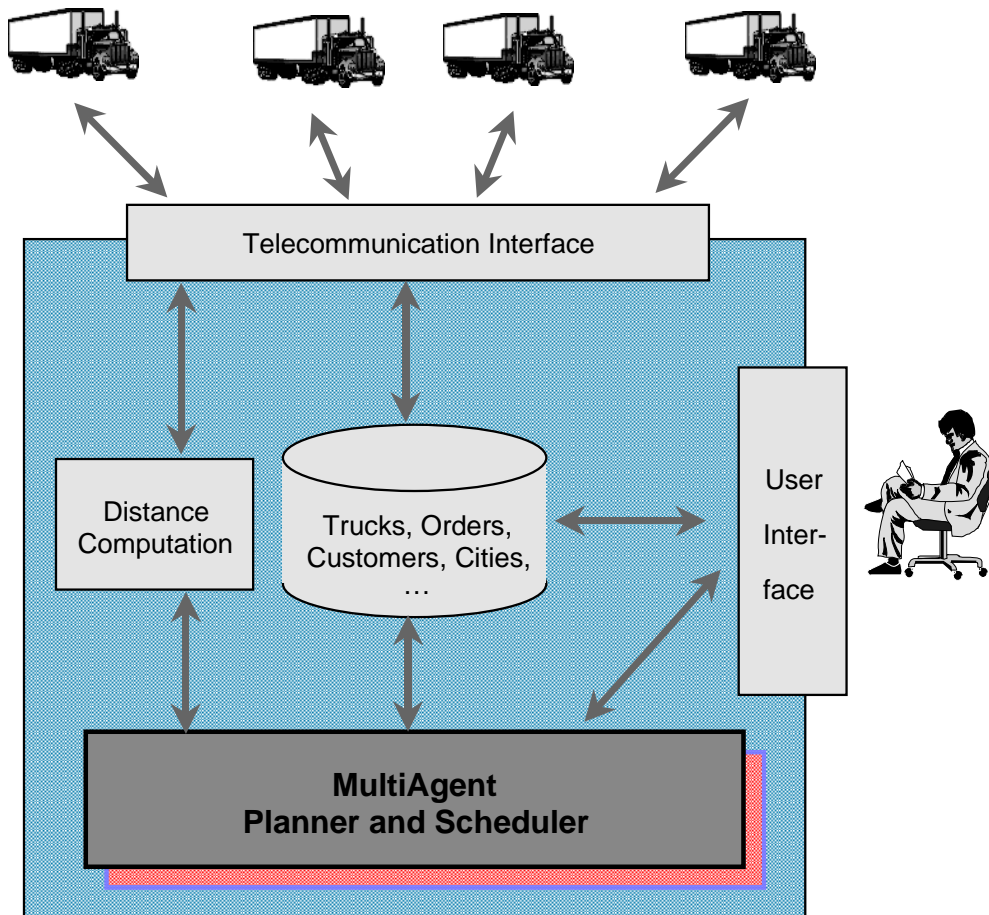 Telecommunication Interface
Distance
Computation
Trucks, Orders,
Customers, Cities,
…
User
Inter-
face
MultiAgent
Planner and Scheduler